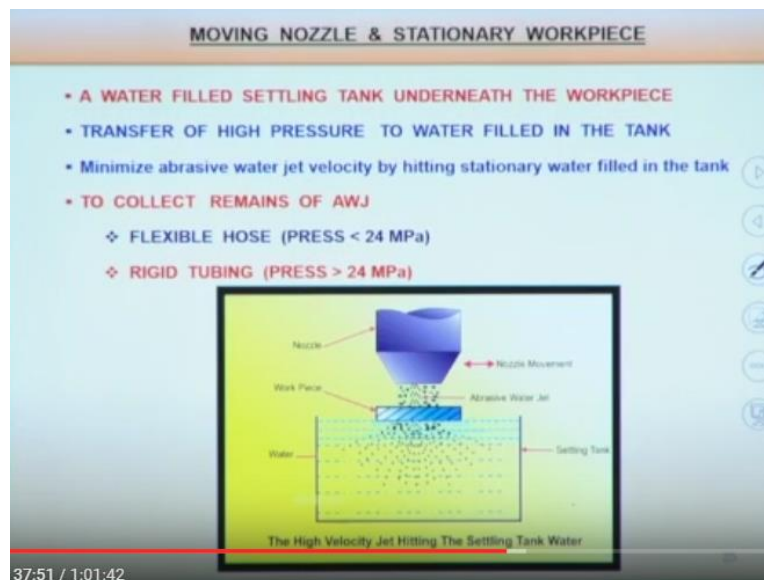 MOVING NOZZLE & STATIONARY WORKPIECE
• A WATER FILLED SETTLING TANK UNDERNEATH THE WORKPIECE
• TRANSFER OF HIGH PRESSURE TO WATER FILLED IN THE TANK
• Minimize abrasive water jet velocity by hitting stationary water filled in the tank
• TO COLLECT REMAINS OF AWJ
❖ FLEXIBLE HOSE (PRESS < 24 MPa)
❖ RIGID TUBING (PRESS > 24 MPa)
Nozzle
Nozzle Movement
Work Piece
Abrasive Water Jet
Water
Settling Tank
The High Velocity Jet Hitting The Settling Tank Water
37:51 / 1:01:42